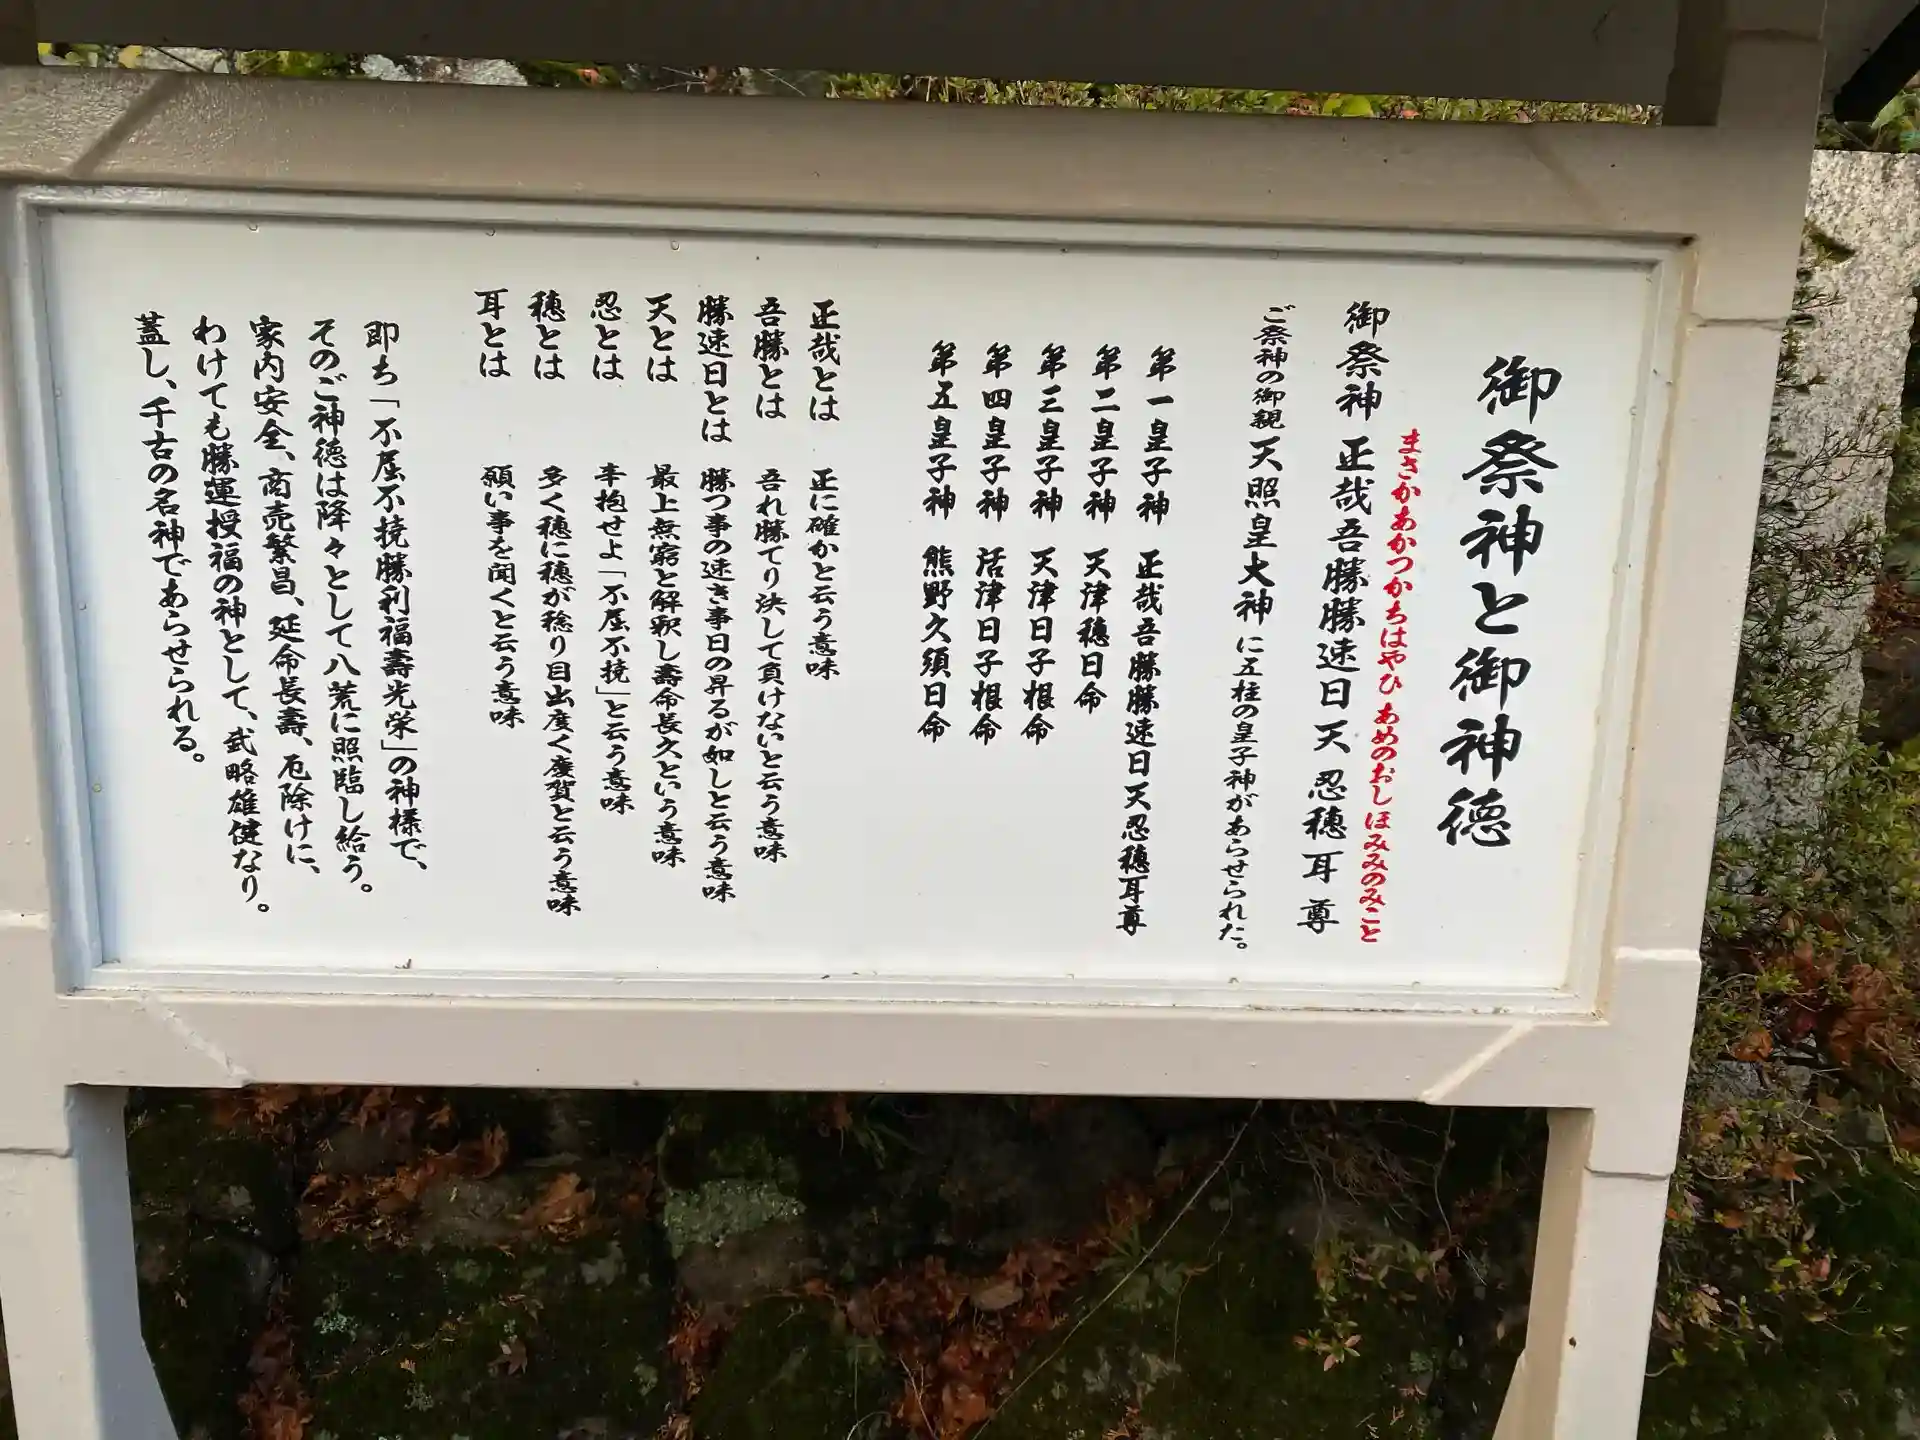 御祭神と御神徳
まさかあかつかちはやひ あめのおしほみみのみこと
御祭神 正哉吾勝勝速日天忍穂耳尊
ご祭神の御親 天照皇大神 に五柱の皇子神があらせられた。
第一皇子神 正哉吾勝勝速日天忍穂耳尊
第二皇子神 天津穂日命
第三皇子神 天津日子根命
第四皇子神 活津日子根命
第五皇子神 熊野久須日命
正哉とは 正に確かと云う意味
吾勝とは 吾れ勝てり決して負けないと云う意味
勝速日とは 勝つ事の速き事日の昇るが如しと云う意味
天とは 最上無窮と解釈し壽命長久という意味
忍とは 辛抱せよ「不屈不撓」と云う意味
穂とは 多く穂に穂が稔り目出度く慶賀と云う意味
耳とは 願い事を聞くと云う意味
即ち「不屈不撓勝利福壽光栄」の神様で、
そのご神徳は降々として八荒に照臨し給う。
家内安全、商売繁昌、延命長壽、厄除けに、
わけても勝運授福の神として、武略雄健なり。
蓋し、千古の名神であらせられる。